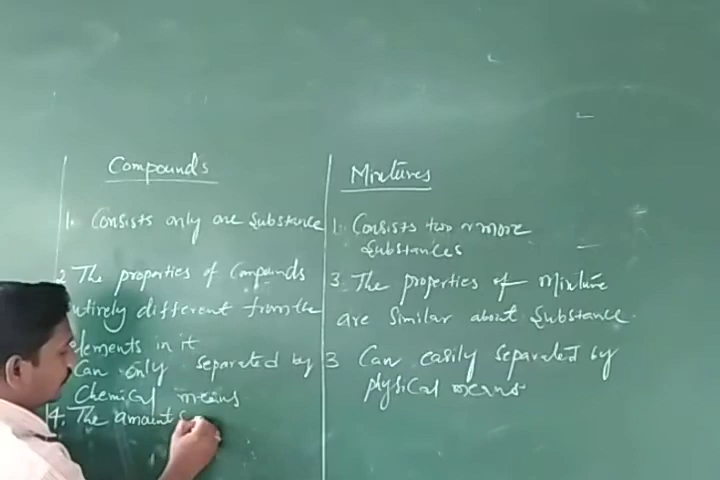 Compounds
1. Consists only one substance
2. The properties of compounds
entirely different from the
elements in it
Can only separated by
Chemical means
4. The amount
Mixtures
1. Consists two or more
substances
3. The properties of mixture
are similar about substance.
3 Can easily separated by
physical means